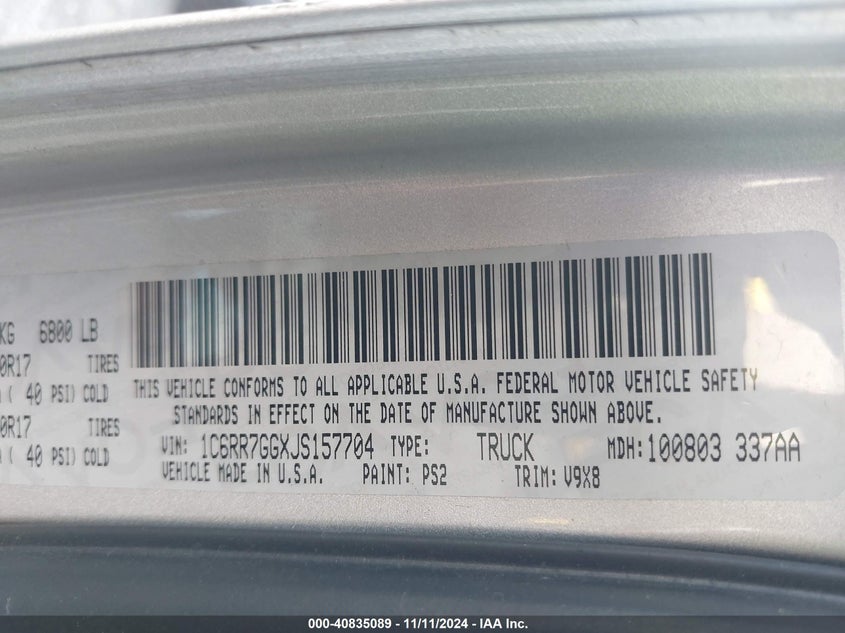 KG 6800 LB
0R17 TIRES
( 40 PSI) COLD
0R17 TIRES
( 40 PSI) COLD
THIS VEHICLE CONFORMS TO ALL APPLICABLE U.S.A. FEDERAL MOTOR VEHICLE SAFETY
STANDARDS IN EFFECT ON THE DATE OF MANUFACTURE SHOWN ABOVE.
VIN: 1C6RR7GGXJS157704 TYPE: TRUCK MDH: 100803 337AA
VEHICLE MADE IN U.S.A. PAINT: PS2 TRIM: V9X8
000-40835089 - 11/11/2024 - IAA Inc.